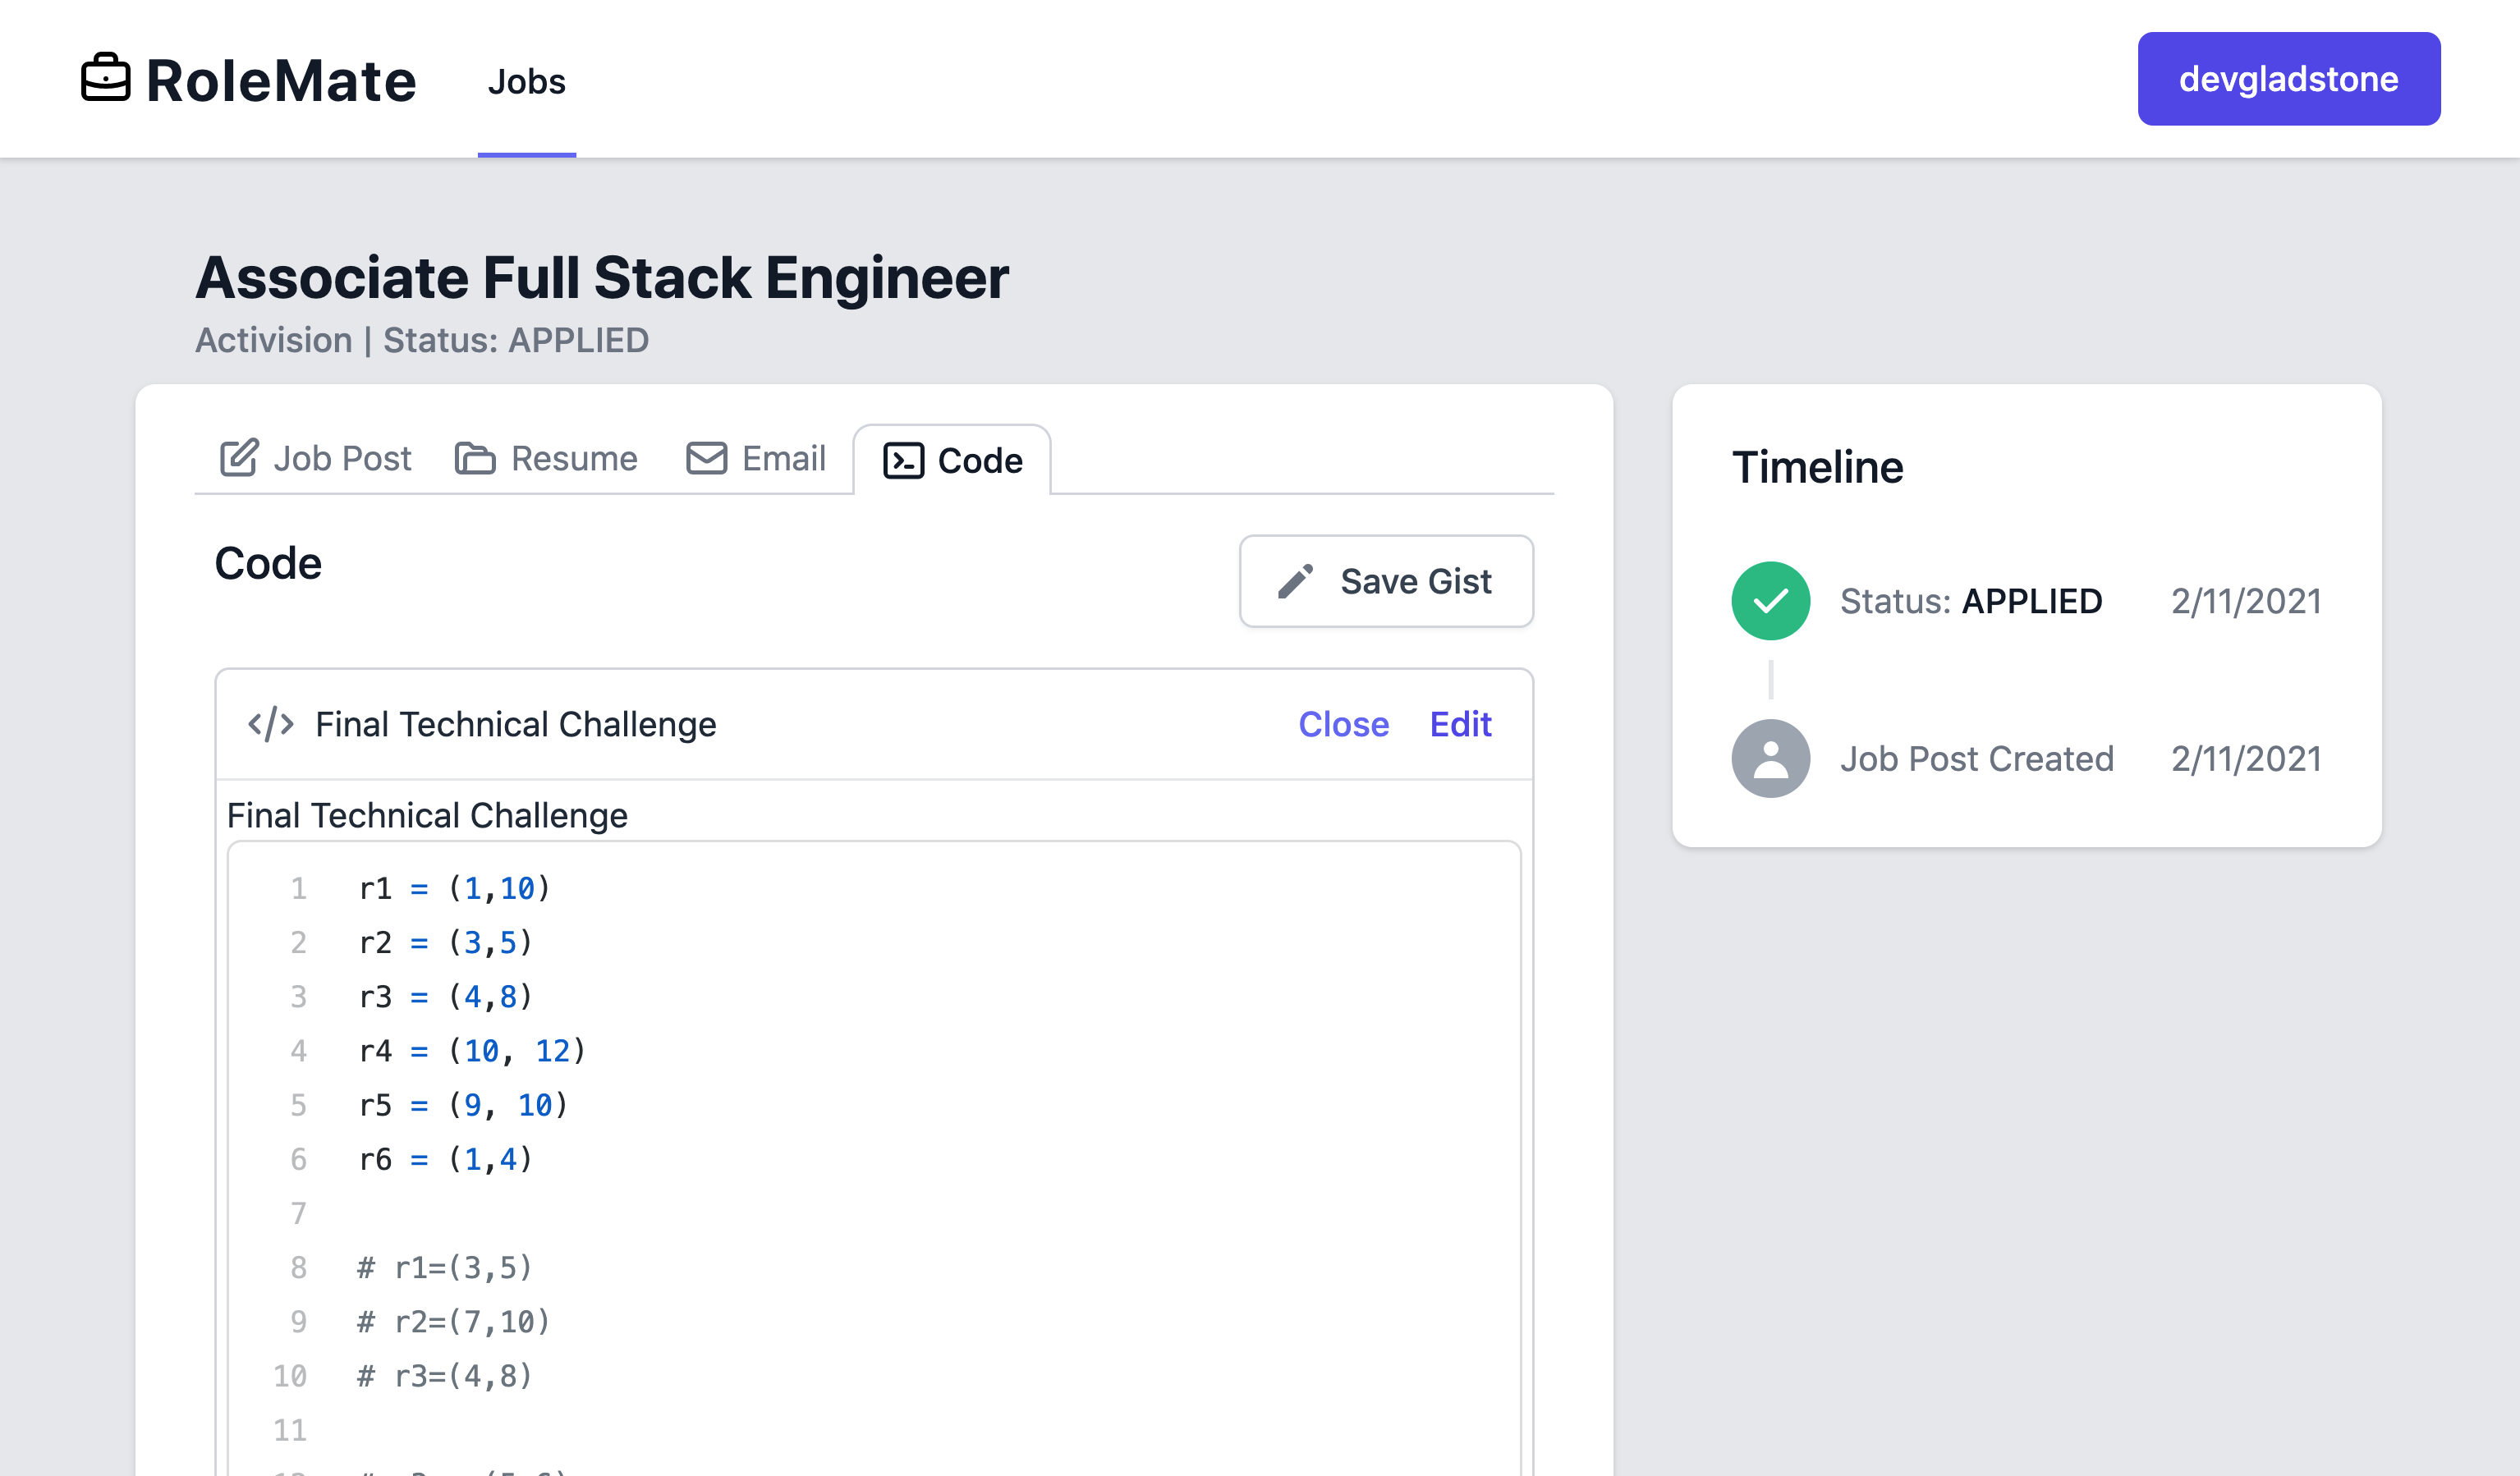 RoleMate Jobs devgladstone
Associate Full Stack Engineer
Activision | Status: APPLIED
Job Post Resume Email Code
Code
Save Gist
</> Final Technical Challenge Close Edit
Final Technical Challenge
1 r1 = (1,10)
2 r2 = (3,5)
3 r3 = (4,8)
4 r4 = (10, 12)
5 r5 = (9, 10)
6 r6 = (1,4)
7
8 # r1=(3,5)
9 # r2=(7,10)
10 # r3=(4,8)
11
Timeline
Status: APPLIED 2/11/2021
Job Post Created 2/11/2021